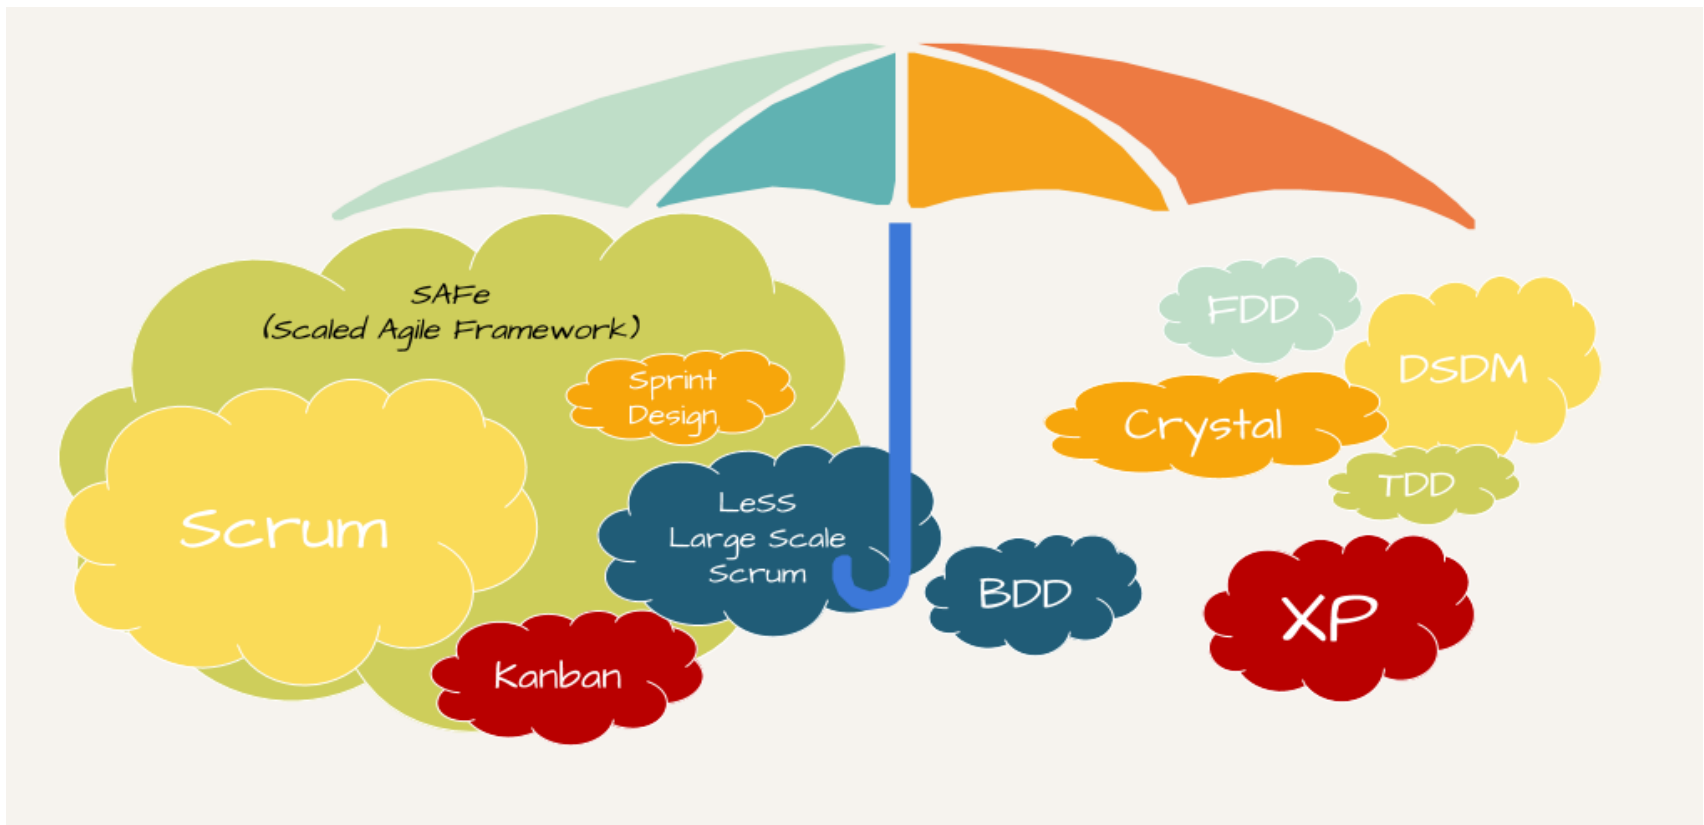 SAFe
(Scaled Agile Framework)
Sprint
Design
Scrum
LeSS
Large Scale
Scrum
Kanban
BDD
FDD
DSDM
Crystal
TDD
XP